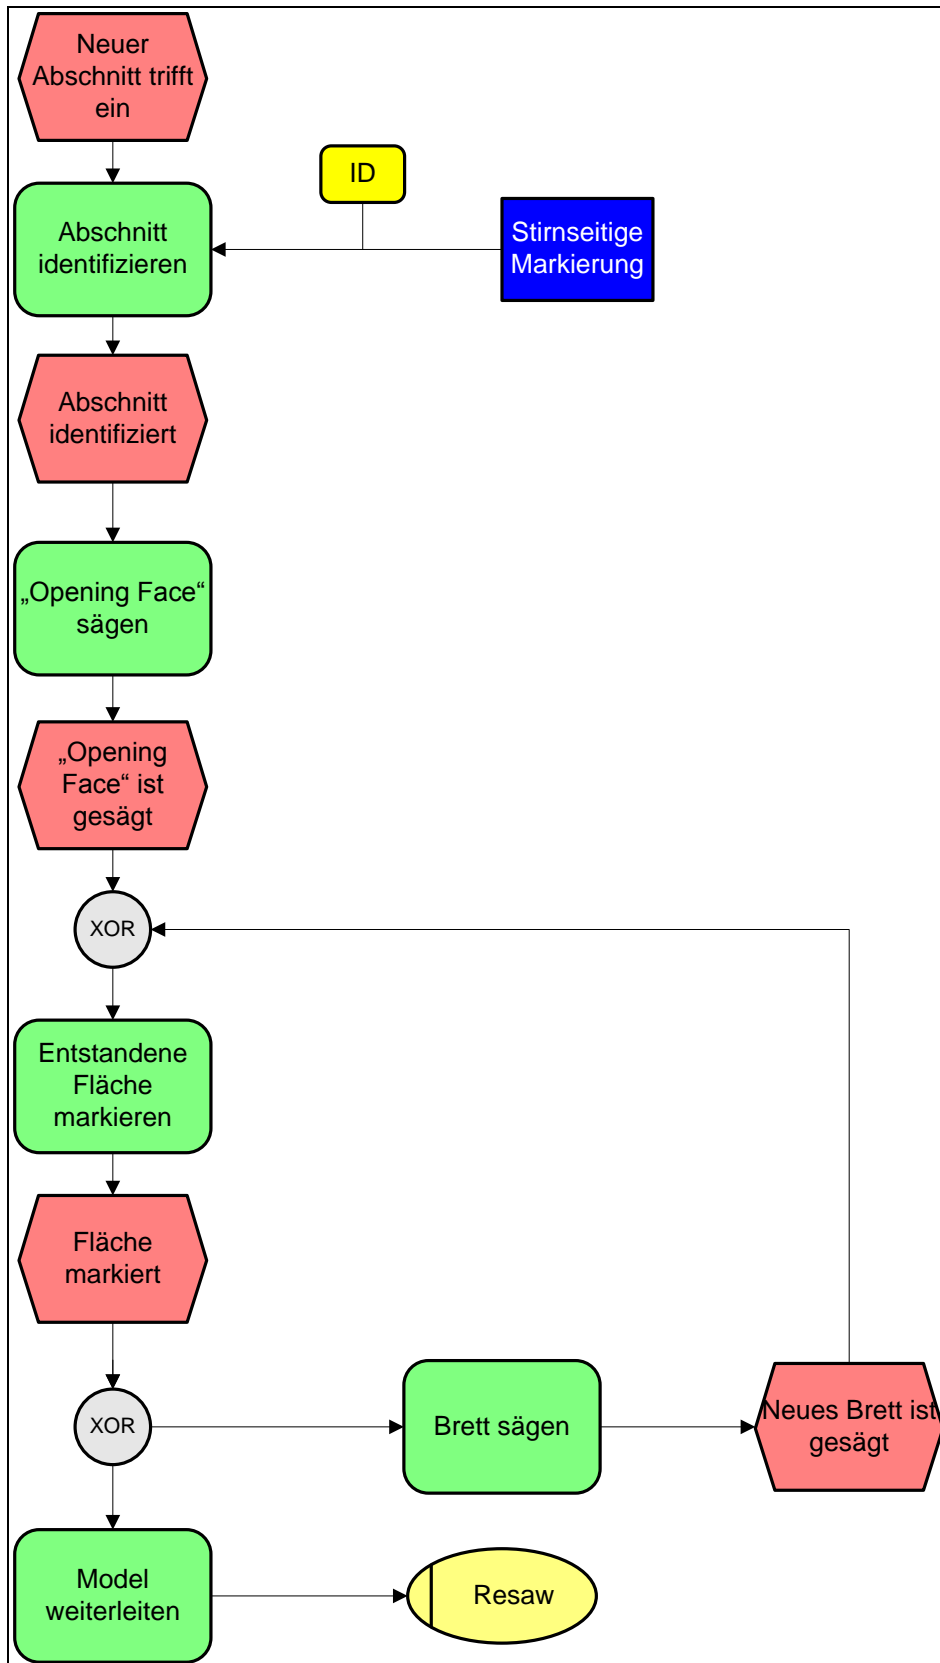 Neuer
Abschnitt trifft
ein
ID
Abschnitt
identifizieren
Stirnseitige
Markierung
Abschnitt
identifiziert
„Opening Face“
sägen
„Opening
Face“ ist
gesägt
XOR
Entstandene
Fläche
markieren
Fläche
markiert
XOR
Brett sägen
Neues Brett ist
gesägt
Model
weiterleiten
Resaw